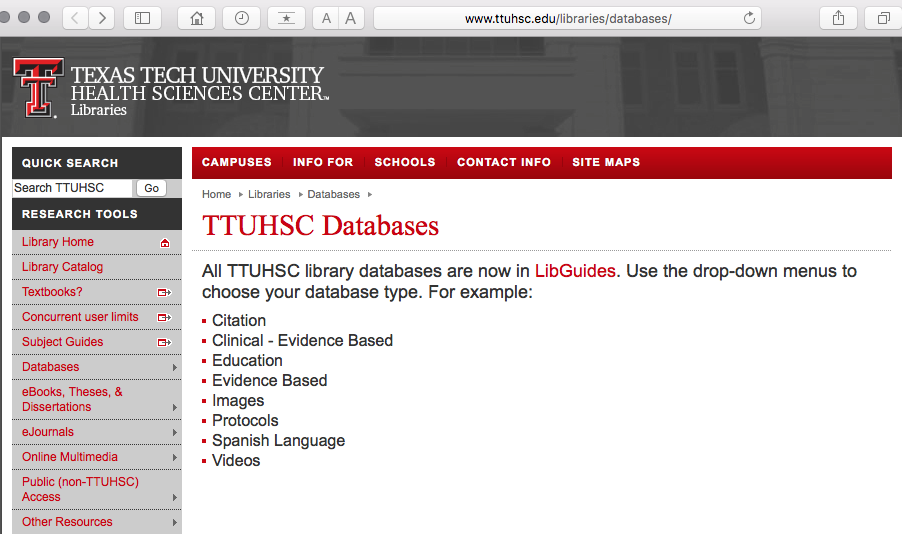 A A
www.ttuhsc.edu/libraries/databases/
TEXAS TECH UNIVERSITY
HEALTH SCIENCES CENTER™
Libraries
QUICK SEARCH
Search TTUHSC Go
RESEARCH TOOLS
Library Home
Library Catalog
Textbooks?
Concurrent user limits
Subject Guides
Databases
eBooks, Theses, &
Dissertations
eJournals
Online Multimedia
Public (non-TTUHSC)
Access
Other Resources
CAMPUSES INFO FOR SCHOOLS CONTACT INFO SITE MAPS
Home Libraries Databases
TTUHSC Databases
All TTUHSC library databases are now in LibGuides. Use the drop-down menus to
choose your database type. For example:
Citation
Clinical - Evidence Based
Education
Evidence Based
Images
Protocols
Spanish Language
Videos